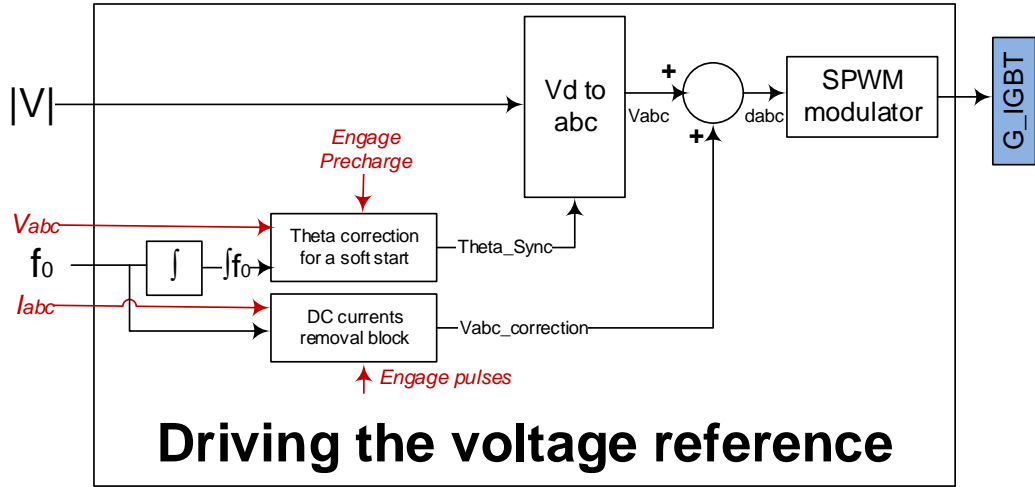 |V|
Vd to
abc
+
Vabc
+
dabc
SPWM
modulator
G_IGBT
Engage
Precharge
Vabc
Theta correction
for a soft start
Theta_Sync
f0
∫
∫f0
Iabc
DC currents
removal block
Vabc_correction
Engage pulses
Driving the voltage reference